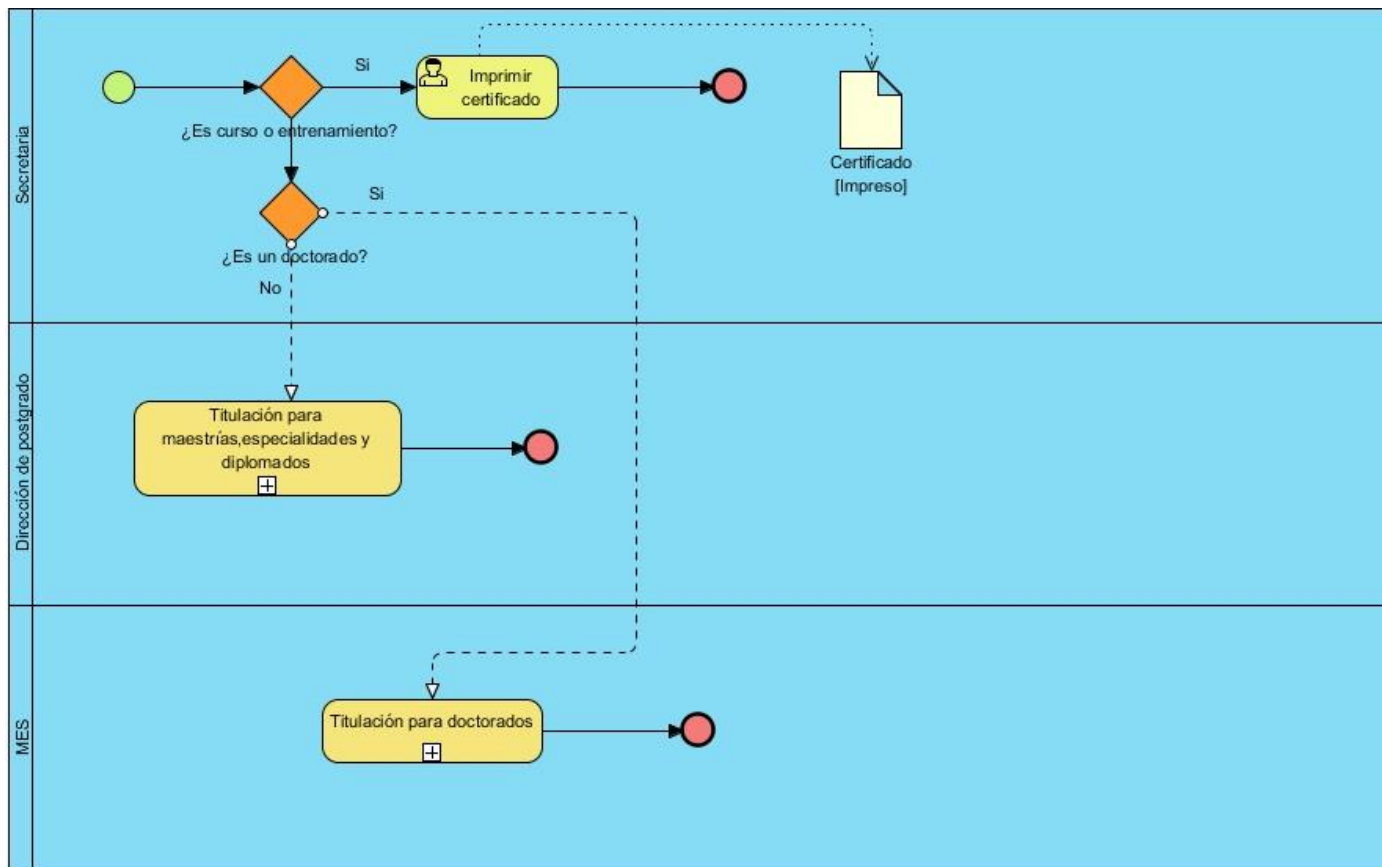 Secretaria
Si
Imprimir
certificado
¿Es curso o entrenamiento?
Certificado
[Impreso]
Si
¿Es un doctorado?
No
Dirección de postgrado
Titulación para
maestrías,especialidades y
diplomados
MES
Titulación para doctorados